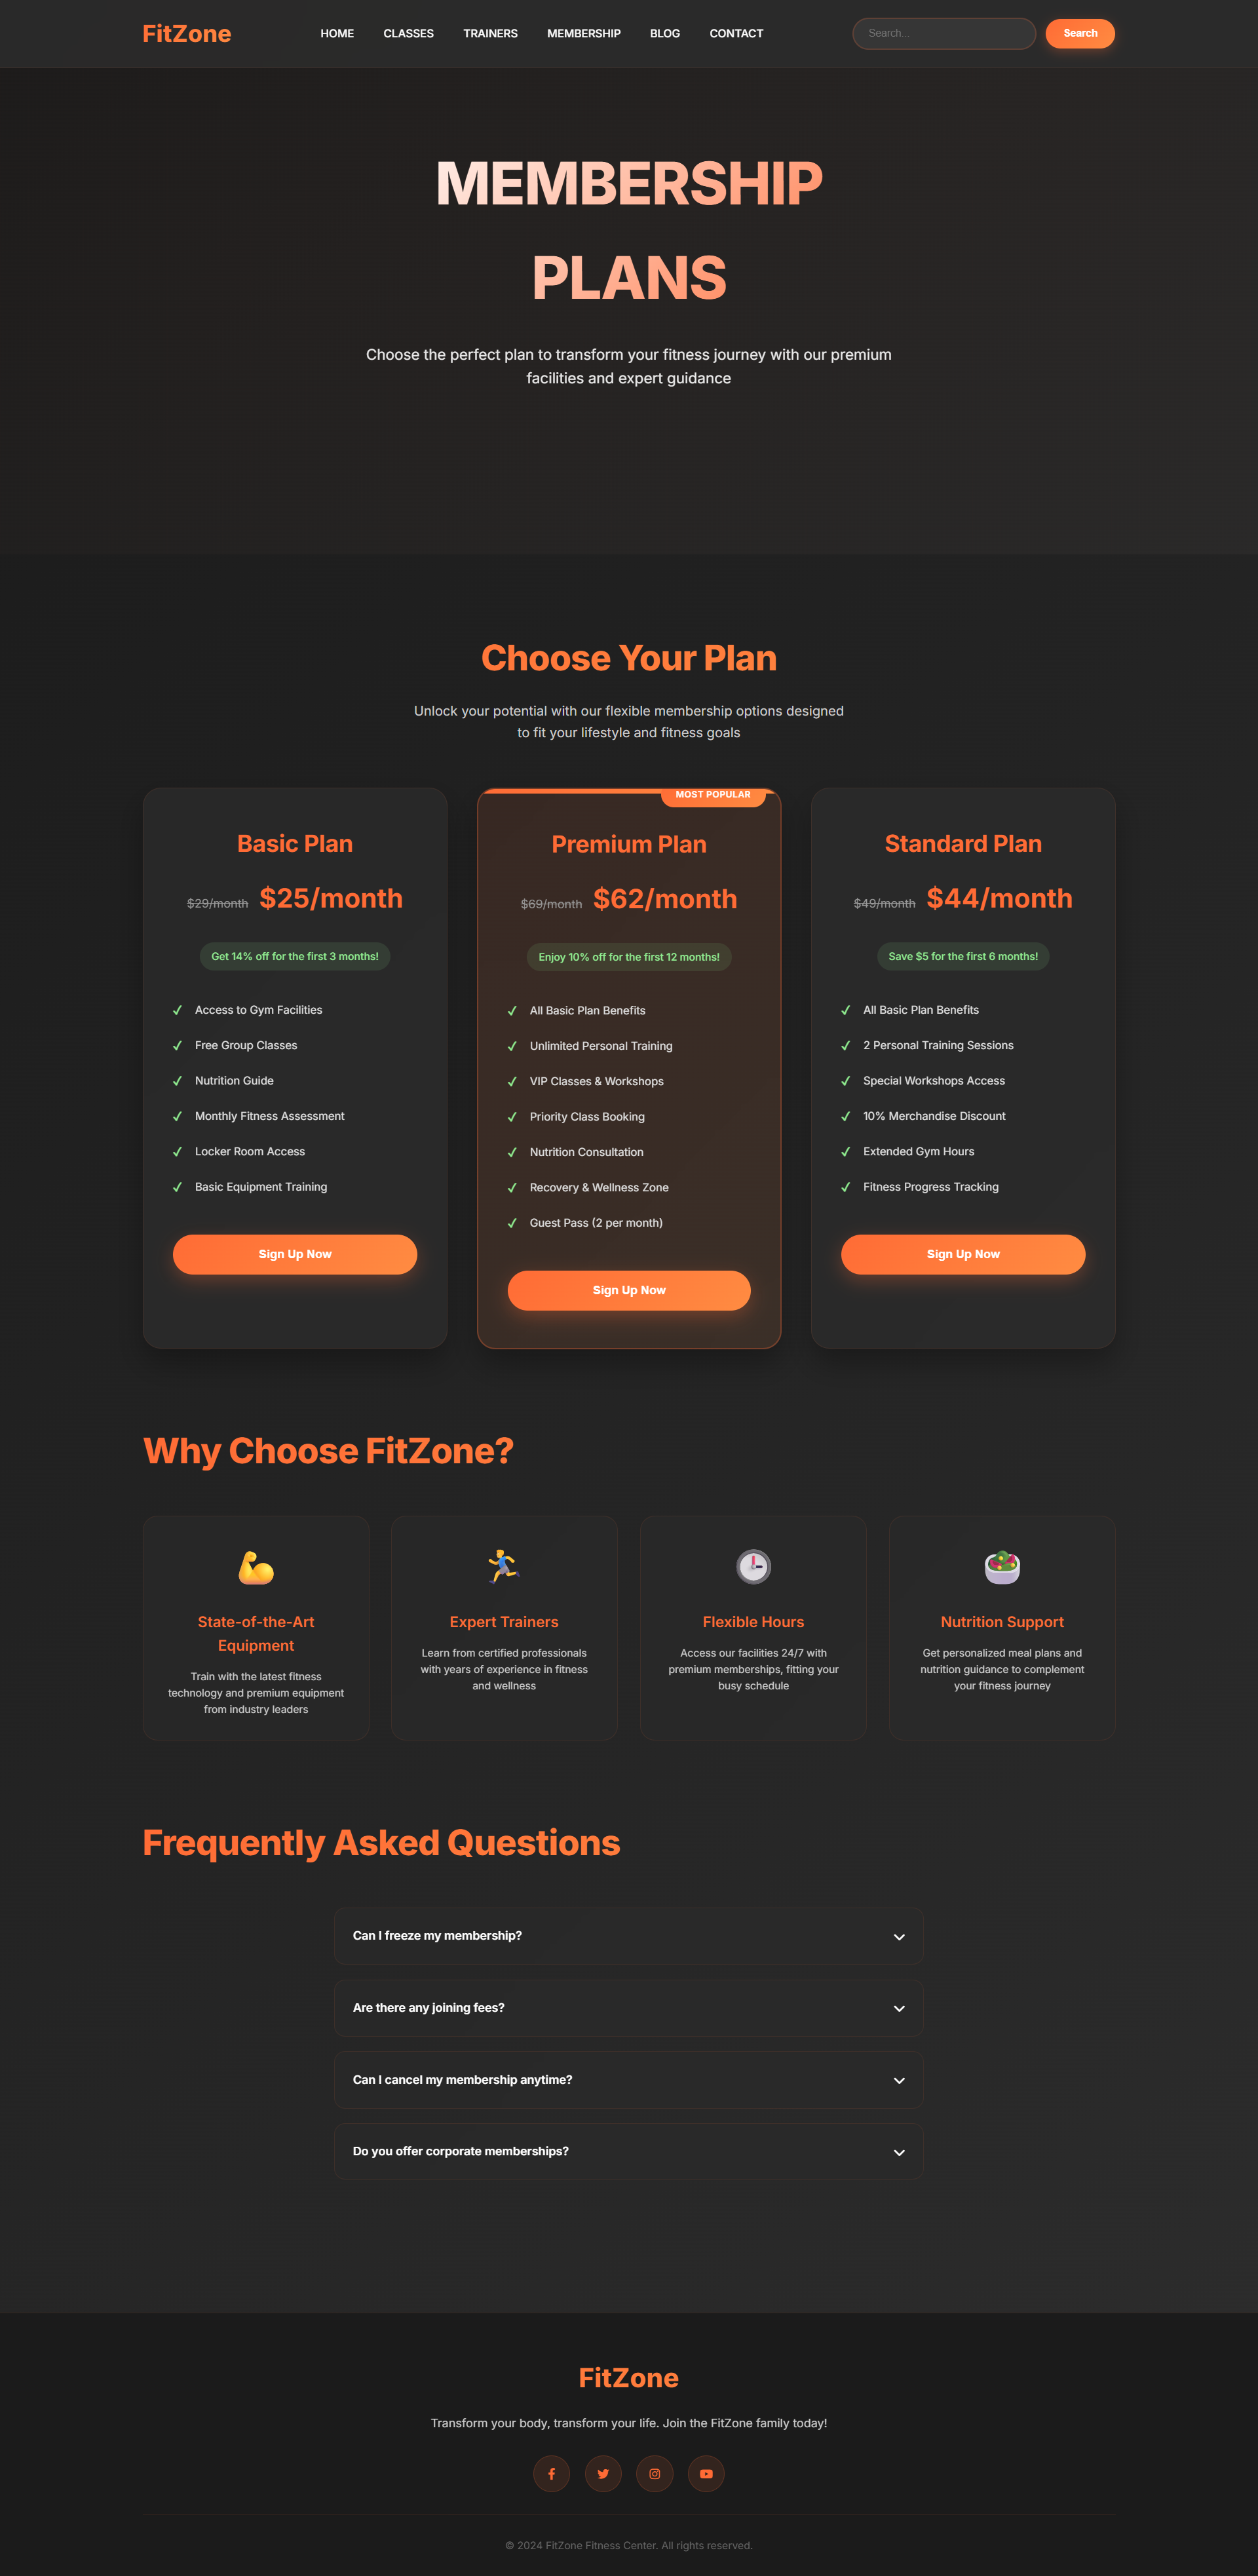 FitZone
HOME
CLASSES
TRAINERS
MEMBERSHIP
BLOG
CONTACT
Search...
Search
MEMBERSHIP
PLANS
Choose the perfect plan to transform your fitness journey with our premium
facilities and expert guidance
Choose Your Plan
Unlock your potential with our flexible membership options designed
to fit your lifestyle and fitness goals
Basic Plan
$29/month $25/month
Get 14% off for the first 3 months!
✓ Access to Gym Facilities
✓ Free Group Classes
✓ Nutrition Guide
✓ Monthly Fitness Assessment
✓ Locker Room Access
✓ Basic Equipment Training
Sign Up Now
MOST POPULAR
Premium Plan
$69/month $62/month
Enjoy 10% off for the first 12 months!
✓ All Basic Plan Benefits
✓ Unlimited Personal Training
✓ VIP Classes & Workshops
✓ Priority Class Booking
✓ Nutrition Consultation
✓ Recovery & Wellness Zone
✓ Guest Pass (2 per month)
Sign Up Now
Standard Plan
$49/month $44/month
Save $5 for the first 6 months!
✓ All Basic Plan Benefits
✓ 2 Personal Training Sessions
✓ Special Workshops Access
✓ 10% Merchandise Discount
✓ Extended Gym Hours
✓ Fitness Progress Tracking
Sign Up Now
Why Choose FitZone?
State-of-the-Art
Equipment
Train with the latest fitness
technology and premium equipment
from industry leaders
Expert Trainers
Learn from certified professionals
with years of experience in fitness
and wellness
Flexible Hours
Access our facilities 24/7 with
premium memberships, fitting your
busy schedule
Nutrition Support
Get personalized meal plans and
nutrition guidance to complement
your fitness journey
Frequently Asked Questions
Can I freeze my membership?
Are there any joining fees?
Can I cancel my membership anytime?
Do you offer corporate memberships?
FitZone
Transform your body, transform your life. Join the FitZone family today!
© 2024 FitZone Fitness Center. All rights reserved.